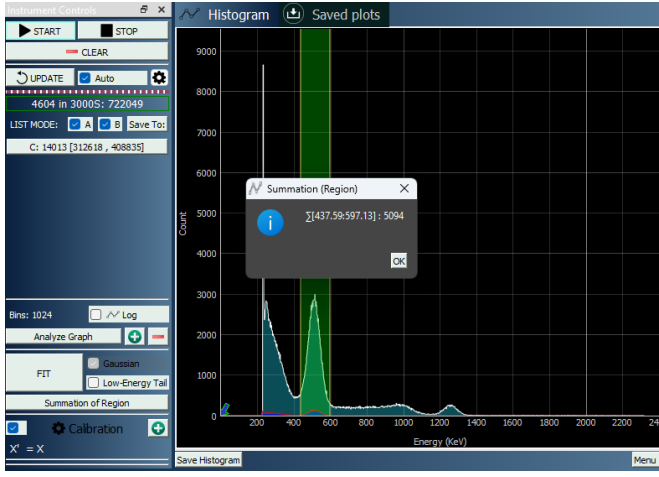 Instrument Controls
START
STOP
CLEAR
UPDATE
Auto
4604 in 3000S: 722049
LIST MODE: A B Save To:
C: 14013 [312618 , 408835]
Bins: 1024
Log
Analyze Graph
FIT
Gaussian
Low-Energy Tail
Summation of Region
Calibration
X' = X
Histogram
Saved plots
9000
8000
7000
6000
5000
4000
3000
2000
1000
0
Count
Summation (Region)
∑[437.59:597.13] : 5094
OK
200 400 600 800 1000 1200 1400 1600 1800 2000 2200 24
Energy (KeV)
Save Histogram
Menu